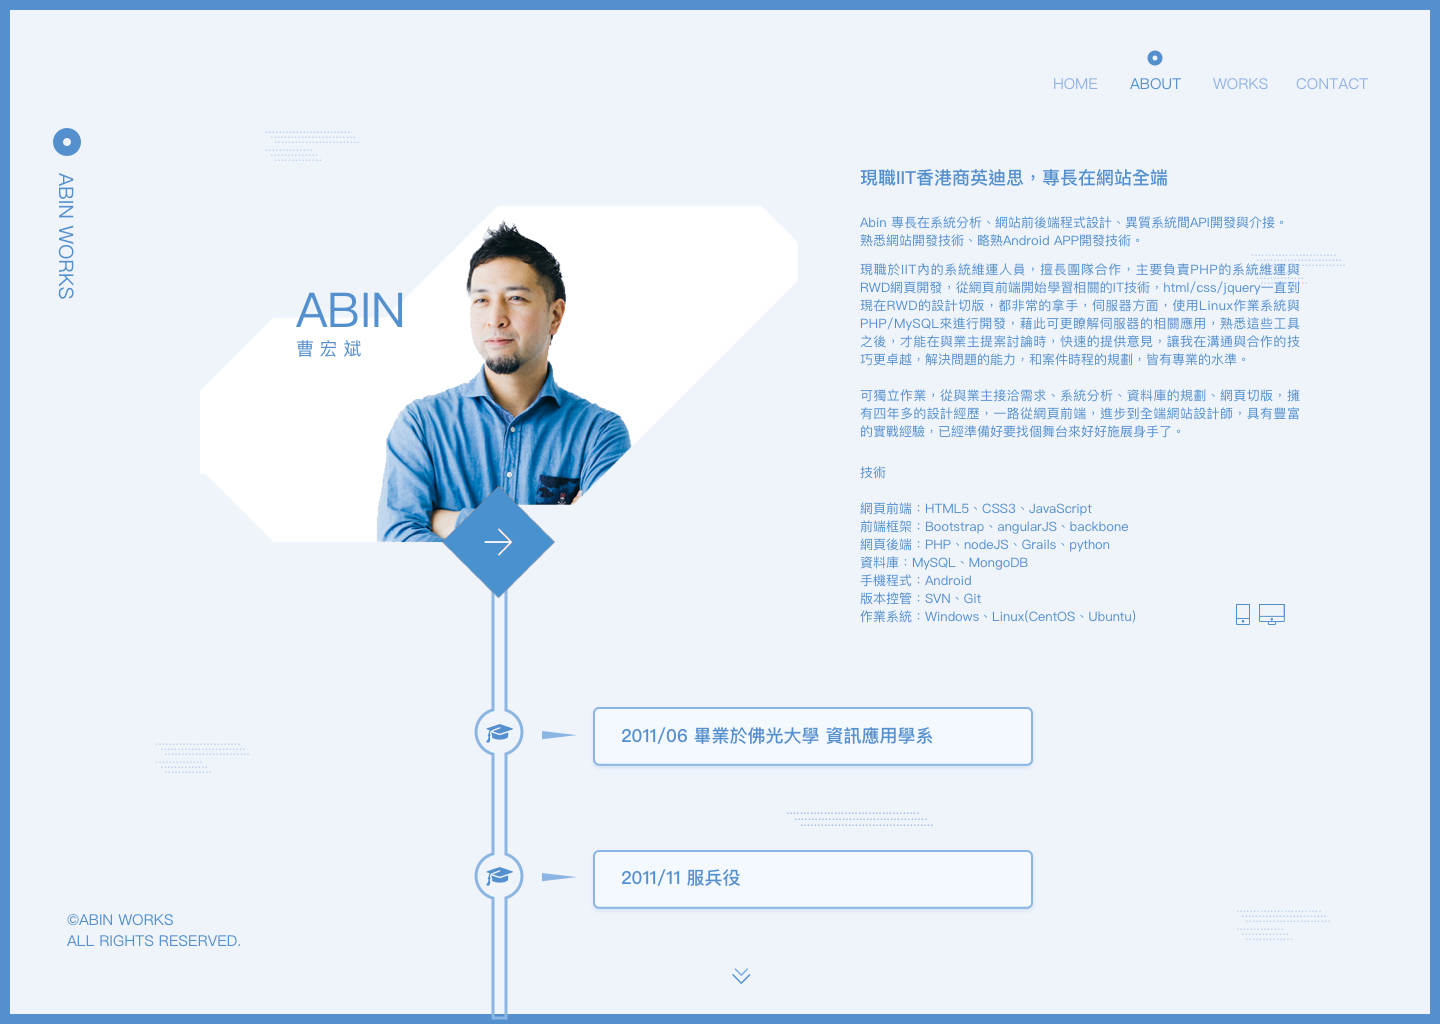 HOME ABOUT WORKS CONTACT
ABIN WORKS
ABIN
曹宏斌
現職IIT香港商英迪思，專長在網站全端
Abin 專長在系統分析、網站前後端程式設計、異質系統間API開發與介接。
熟悉網站開發技術、略熟Android APP開發技術。
現職於IIT內的系統維運人員，擅長團隊合作，主要負責PHP的系統維運與
RWD網頁開發，從網頁前端開始學習相關的IT技術，html/css/jquery一直到
現在RWD的設計切版，都非常的拿手，伺服器方面，使用Linux作業系統與
PHP/MySQL來進行開發，藉此可更瞭解伺服器的相關應用，熟悉這些工具
之後，才能在與業主提案討論時，快速的提供意見，讓我在溝通與合作的技
巧更卓越，解決問題的能力，和案件時程的規劃，皆有專業的水準。
可獨立作業，從與業主接洽需求、系統分析、資料庫的規劃、網頁切版，擁
有四年多的設計經歷，一路從網頁前端，進步到全端網站設計師，具有豐富
的實戰經驗，已經準備好要找個舞台來好好施展身手了。
技術
網頁前端：HTML5、CSS3、JavaScript
前端框架：Bootstrap、angularJS、backbone
網頁後端：PHP、nodeJS、Grails、python
資料庫：MySQL、MongoDB
手機程式：Android
版本控管：SVN、Git
作業系統：Windows、Linux(CentOS、Ubuntu)
2011/06 畢業於佛光大學 資訊應用學系
2011/11 服兵役
©ABIN WORKS
ALL RIGHTS RESERVED.